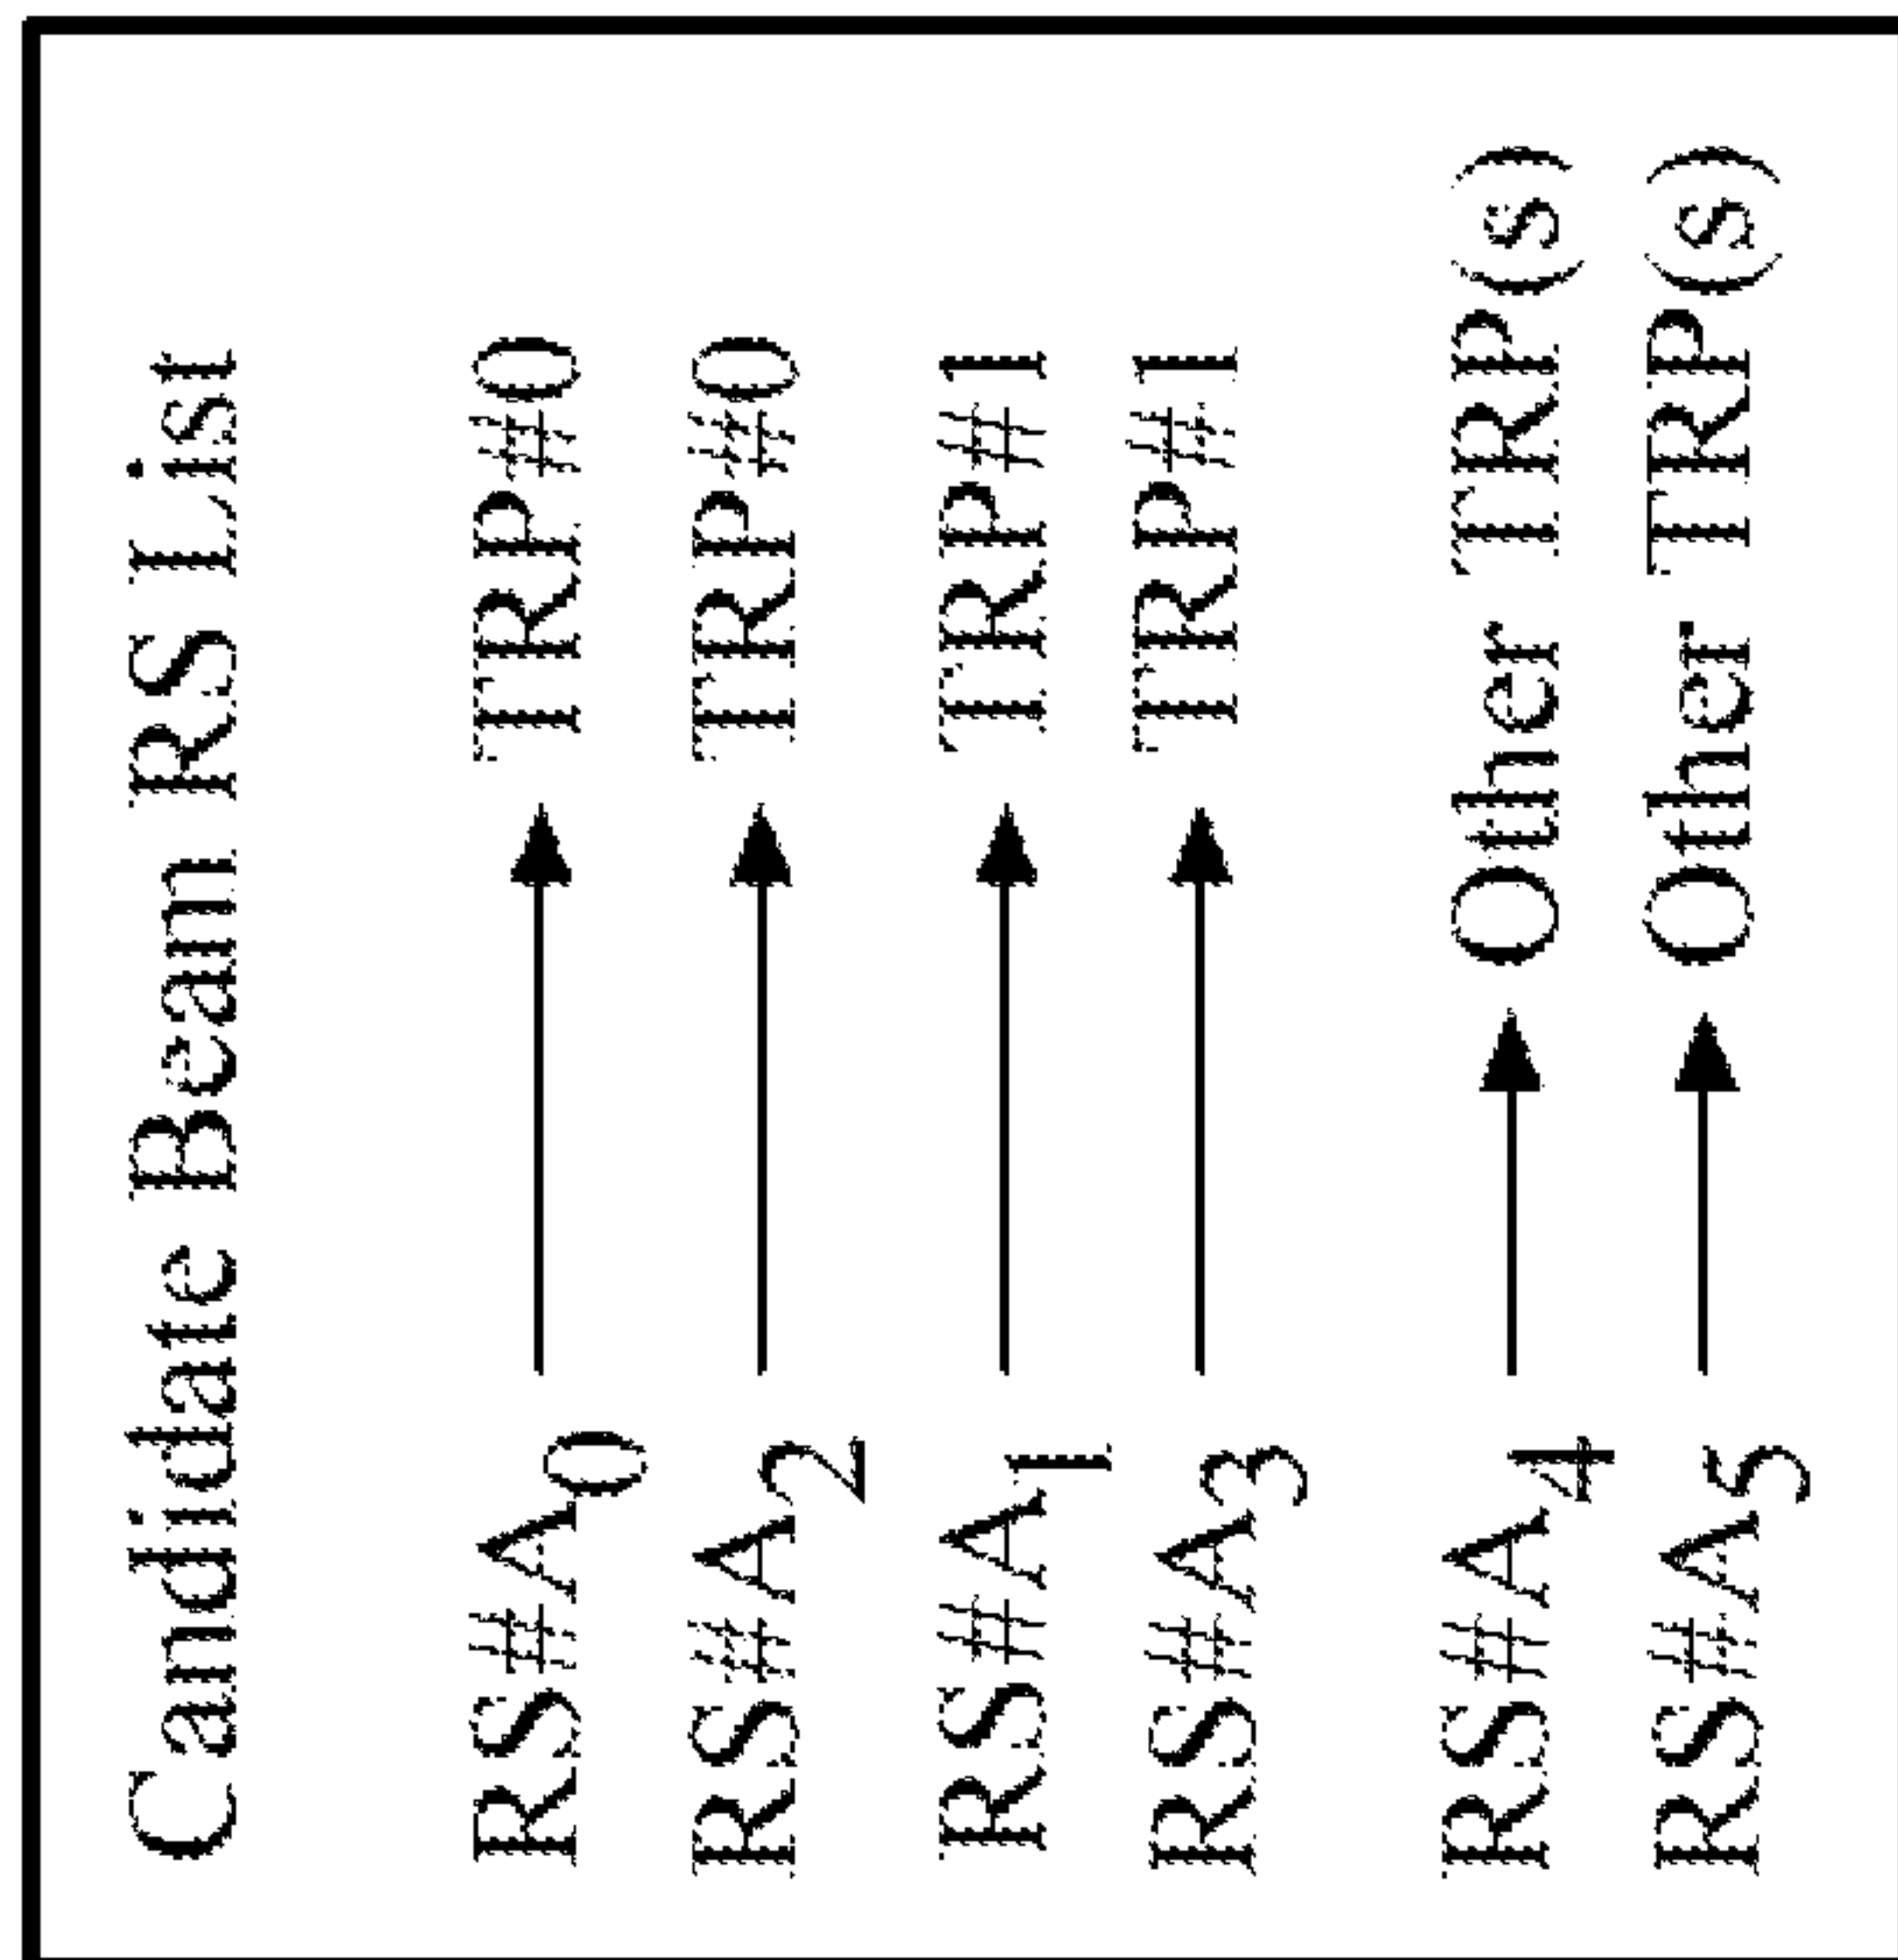 Candidate Beam RS List
RS#A0 → TRP#0
RS#A2 → TRP#0
RS#A1 → TRP#1
RS#A3 → TRP#1
RS#A4 → Other TRP(s)
RS#A5 → Other TRP(s)